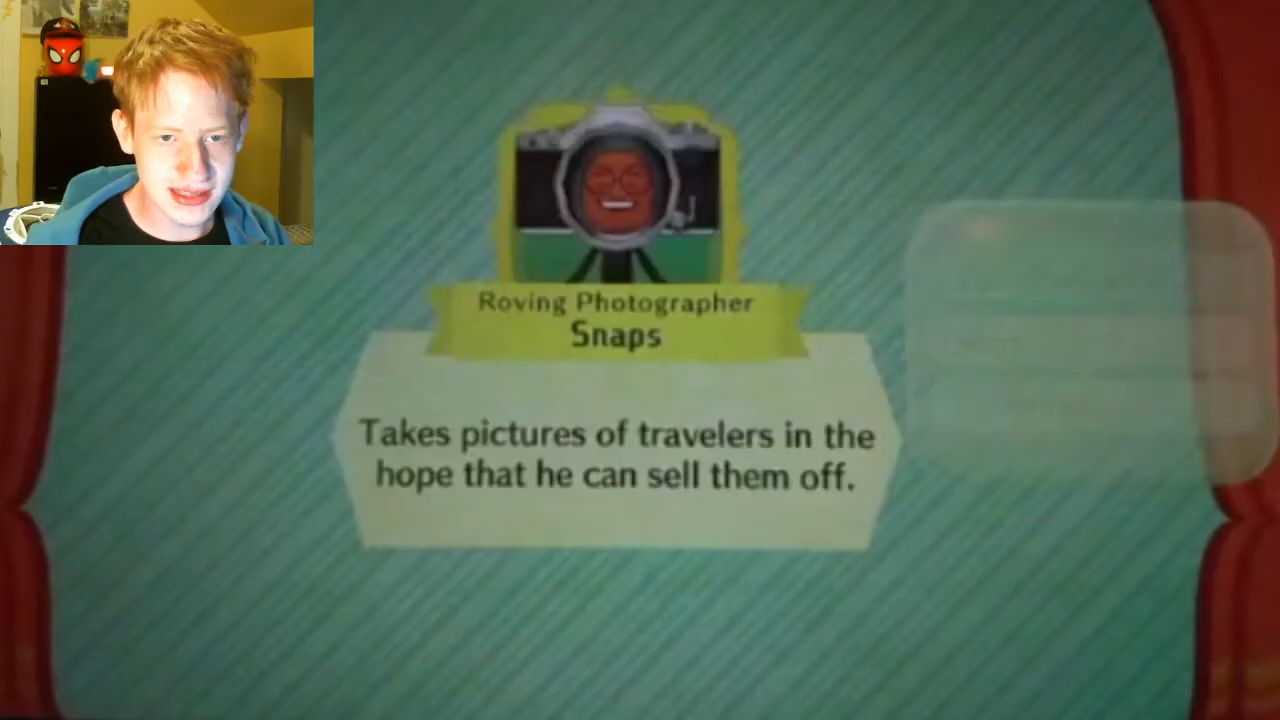 Roving Photographer
Snaps
Takes pictures of travelers in the
hope that he can sell them off.